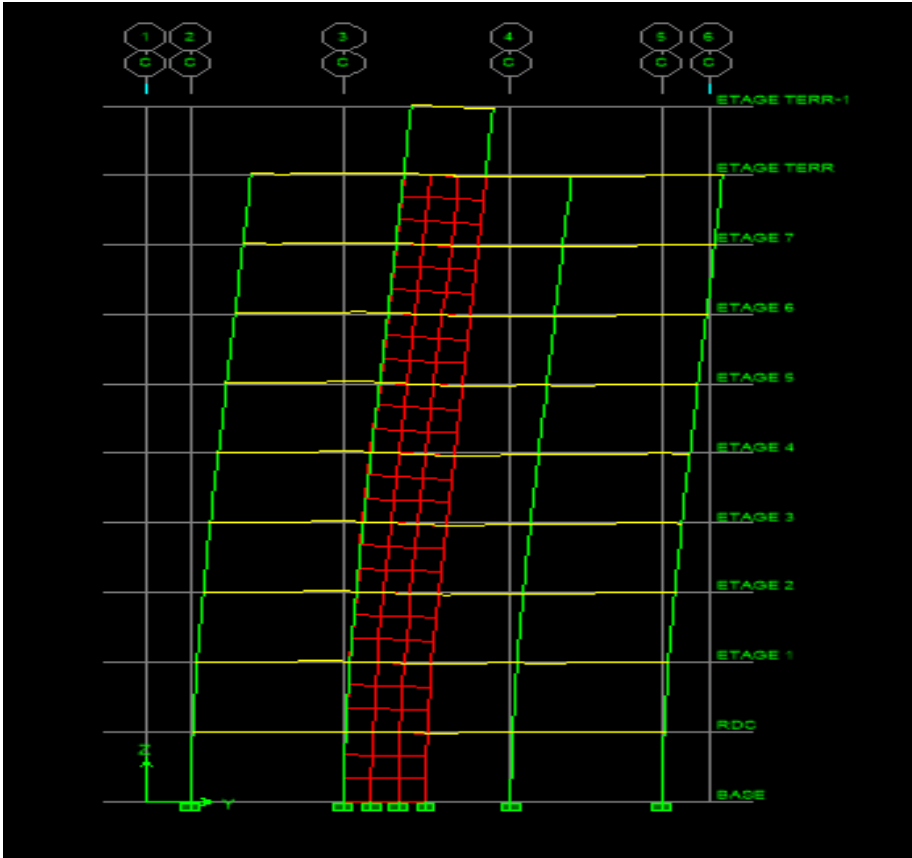 1 2 3 4 5 6
C C C C C C
ETAGE TERR-1
ETAGE TERR
ETAGE 7
ETAGE 6
ETAGE 5
ETAGE 4
ETAGE 3
ETAGE 2
ETAGE 1
RDC
Z
Y
BASE